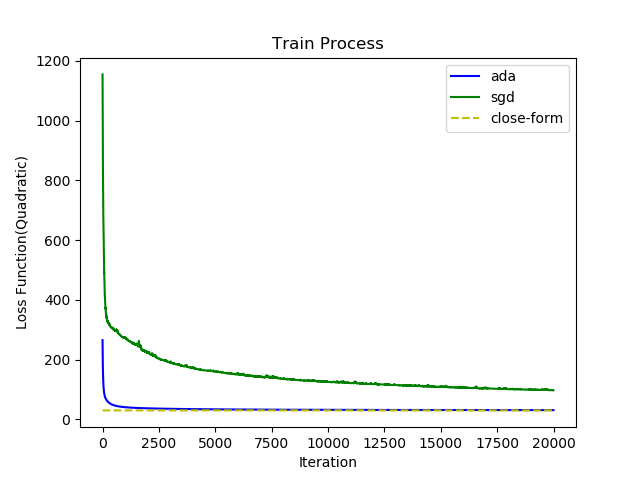 Train Process
ada
sgd
close-form
Loss Function(Quadratic)
1200
1000
800
600
400
200
0
0 2500 5000 7500 10000 12500 15000 17500 20000
Iteration